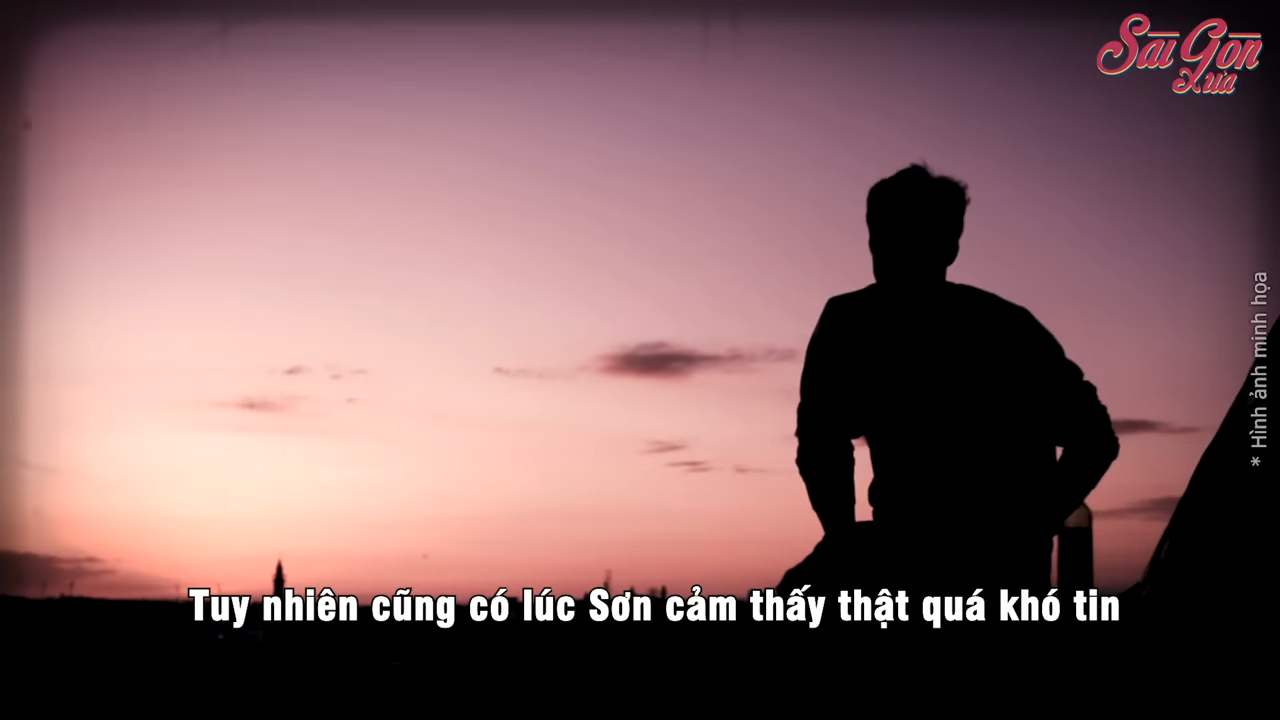 Sài Gòn
Xưa
* Hình ảnh minh họa
Tuy nhiên cũng có lúc Sơn cảm thấy thật quá khó tin